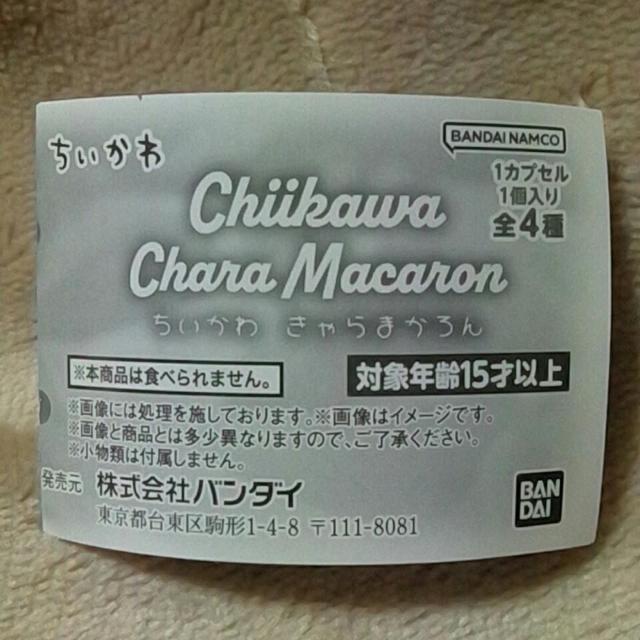 ちいかわ
BANDAI NAMCO
1カプセル
1個入り
全4種
Chiikawa
Chara Macaron
ちいかわ きゃらまかろん
※本商品は食べられません。
対象年齢15才以上
※画像には処理を施しております。※画像はイメージです。
※画像と商品とは多少異なりますので、ご了承ください。
※小物類は付属しません。
発売元 株式会社バンダイ
東京都台東区駒形1-4-8 〒111-8081
BAN
DAI